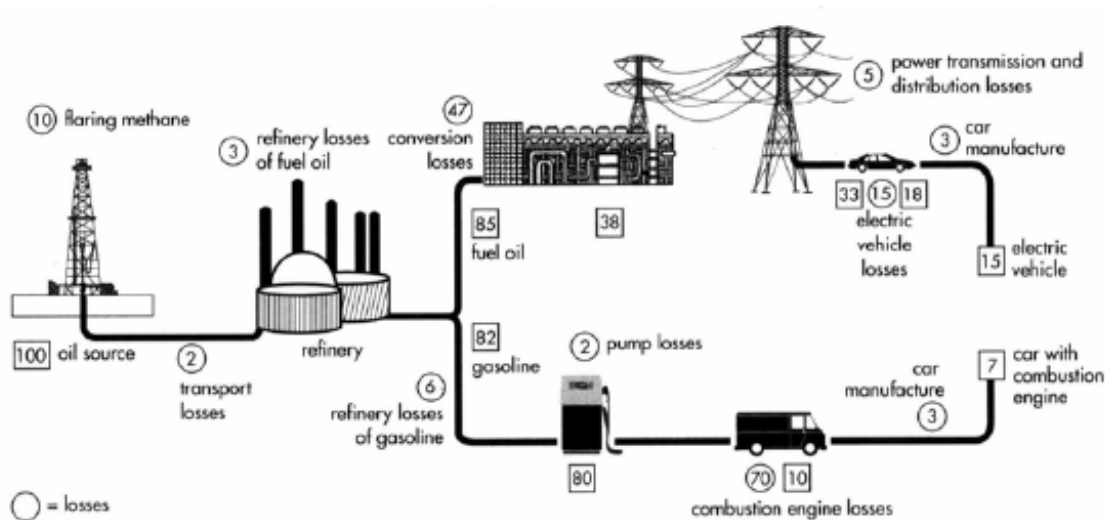 10 flaring methane
3 refinery losses
of fuel oil
47
conversion
losses
5 power transmission and
distribution losses
3 car
manufacture
85
fuel oil
38
33 15 18
electric
vehicle
losses
15 electric
vehicle
100 oil source
2
transport
losses
refinery
82
gasoline
6
refinery losses
of gasoline
2 pump losses
80
70 10
combustion engine losses
car
manufacture
3
7 car with
combustion
engine
= losses